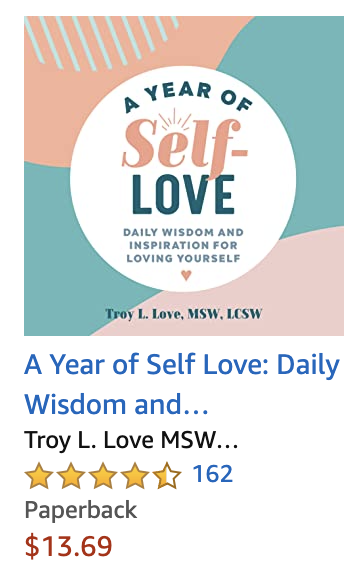 A YEAR OF
Self-
LOVE
DAILY WISDOM AND
INSPIRATION FOR
LOVING YOURSELF
Troy L. Love, MSW, LCSW
A Year of Self Love: Daily
Wisdom and...
Troy L. Love MSW...
162
Paperback
$13.69